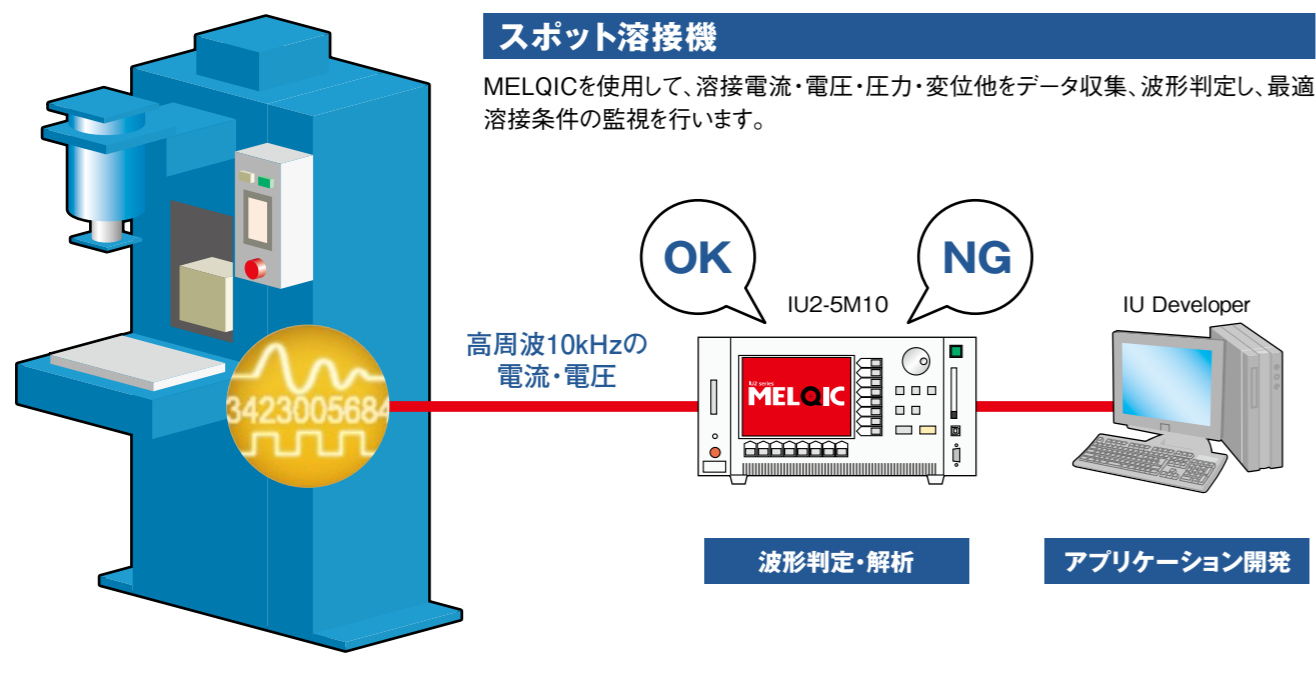 スポット溶接機
MELQICを使用して、溶接電流・電圧・圧力・変位他をデータ収集、波形判定し、最適
溶接条件の監視を行います。
OK
NG
IU2-5M10
IU Developer
高周波10kHzの
電流・電圧
3423005684
IU2 series
MELQIC
波形判定・解析
アプリケーション開発